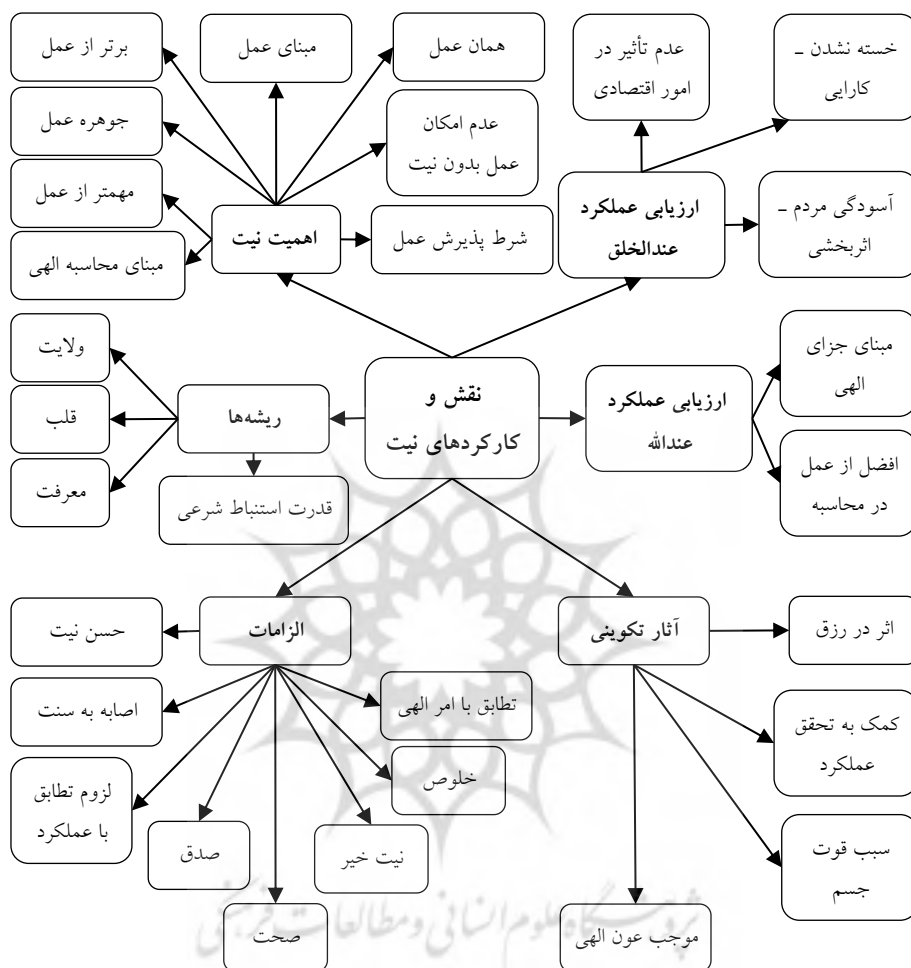 خسته نشدن ـ
کارایی
عدم تأثیر در
امور اقتصادی
همان عمل
مبنای عمل
برتر از عمل
جوهره عمل
عدم امکان
عمل بدون نیت
مهمتر از عمل
آسودگی مردم ـ
اثربخشی
ارزیابی عملکرد
عندالخلق
شرط پذیرش عمل
اهمیت نیت
مبنای محاسبه الهی
مبنای جزای
الهی
ارزیابی عملکرد
عندالله
افضل از عمل
در محاسبه
نقش و
کارکردهای نیت
ریشه‌ها
ولایت
قلب
معرفت
قدرت استنباط شرعی
اثر در رزق
آثار تکوینی
الزامات
حسن نیت
کمک به تحقق
عملکرد
تطابق با امر الهی
اصابه به سنت
خلوص
لزوم تطابق
با عملکرد
سبب قوت
جسم
نیت خیر
صدق
موجب عون الهی
صحت
پژوهشگاه علوم انسانی و مطالعات فرهنگی